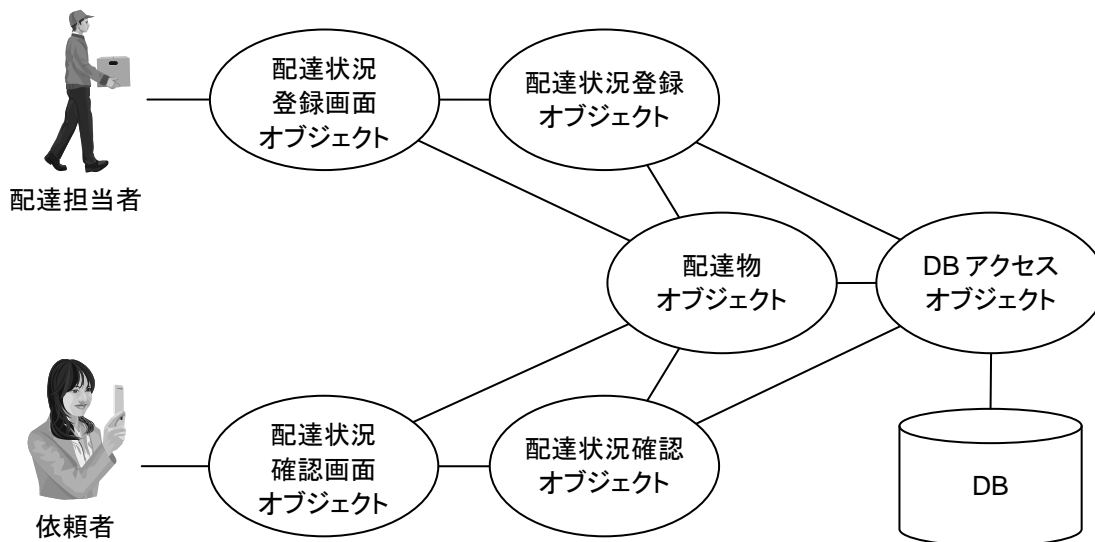 配達状況
登録画面
オブジェクト
配達状況登録
オブジェクト
配達担当者
配達物
オブジェクト
DB アクセス
オブジェクト
配達状況
確認画面
オブジェクト
配達状況確認
オブジェクト
DB
依頼者